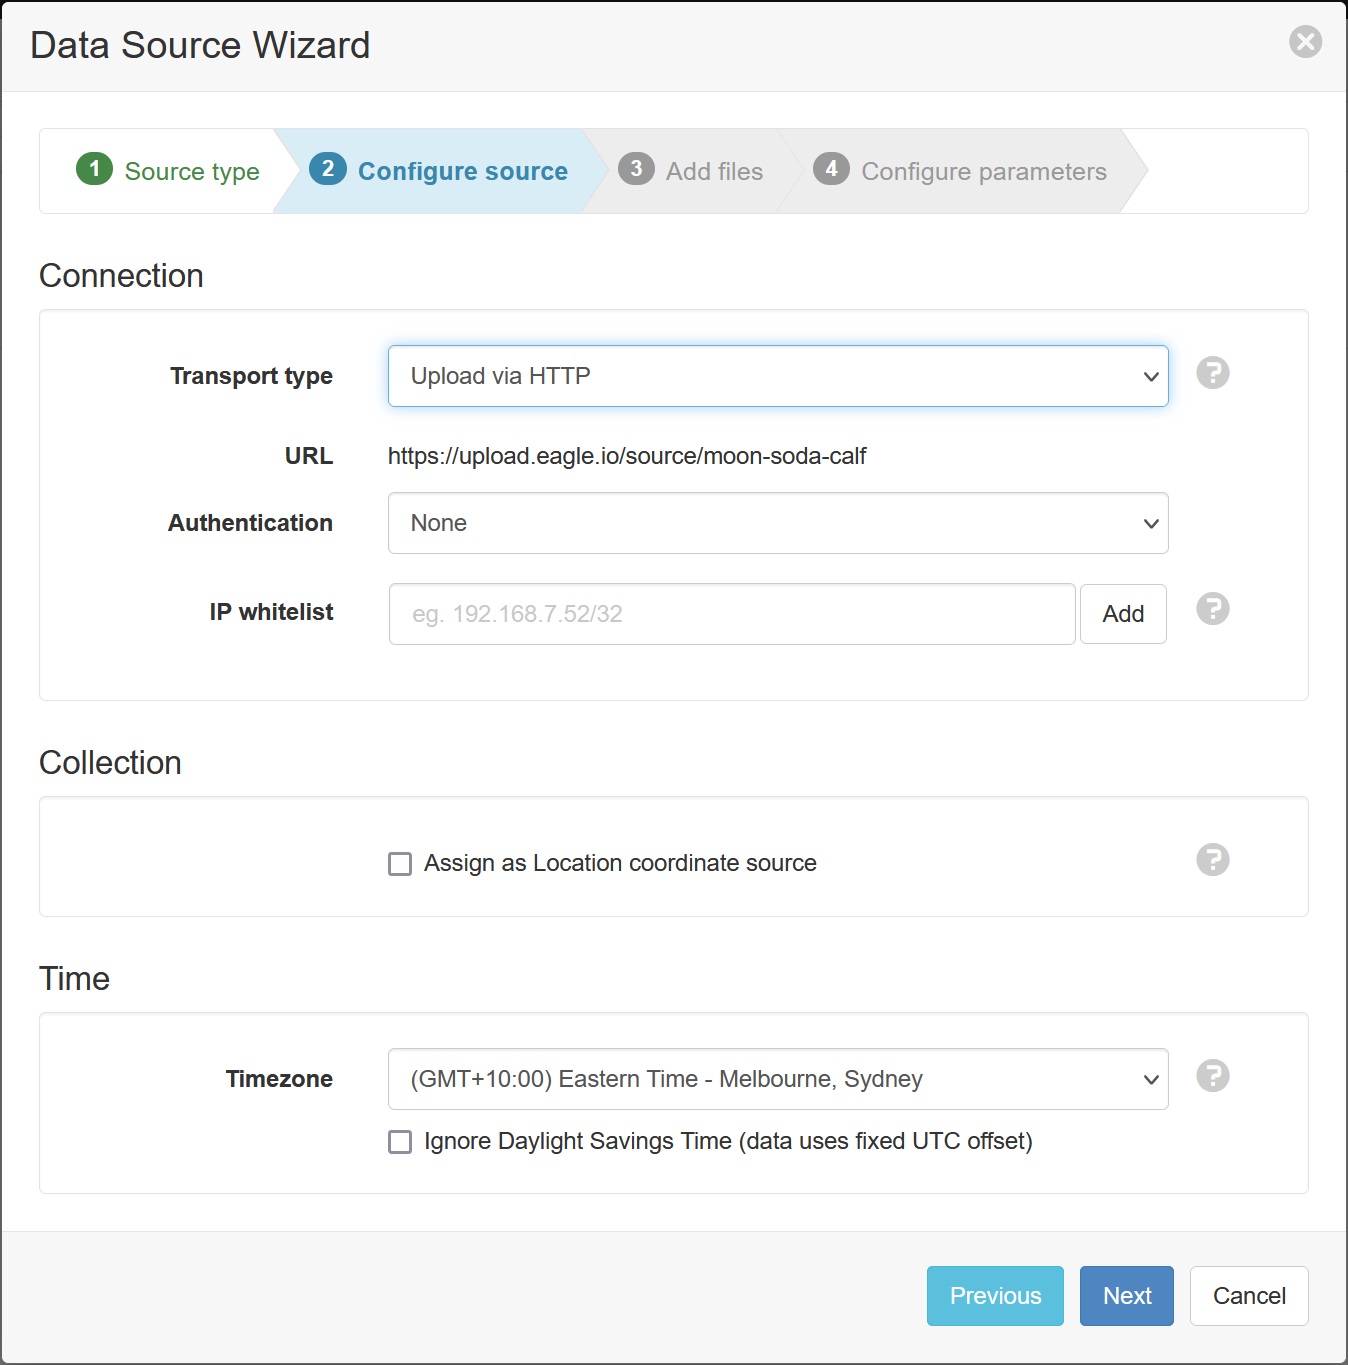 Data Source Wizard
1 Source type 2 Configure source 3 Add files 4 Configure parameters
Connection
Transport type Upload via HTTP ?
URL https://upload.eagle.io/source/moon-soda-calf
Authentication None
IP whitelist eg. 192.168.7.52/32 Add ?
Collection
Assign as Location coordinate source ?
Time
Timezone (GMT+10:00) Eastern Time - Melbourne, Sydney ?
Ignore Daylight Savings Time (data uses fixed UTC offset)
Previous Next Cancel